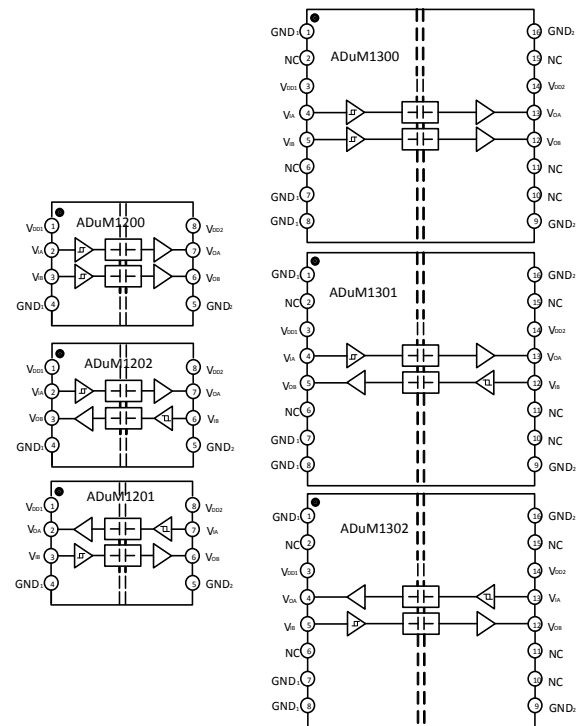 ADuM1200
VDD1 1 8 VDD2
VIA 2 7 VOA
VIB 3 6 VOB
GND1 4 5 GND2
ADuM1202
VDD1 1 8 VDD2
VIA 2 7 VOA
VOB 3 6 VIB
GND1 4 5 GND2
ADuM1201
VDD1 1 8 VDD2
VOA 2 7 VIA
VIB 3 6 VOB
GND1 4 5 GND2
ADuM1300
GND1 1 16 GND2
NC 2 15 NC
VDD1 3 14 VDD2
VIA 4 13 VOA
VIB 5 12 VOB
NC 6 11 NC
GND1 7 10 NC
GND1 8 9 GND2
ADuM1301
GND1 1 16 GND2
NC 2 15 NC
VDD1 3 14 VDD2
VIA 4 13 VOA
VOB 5 12 VIB
NC 6 11 NC
GND1 7 10 NC
GND1 8 9 GND2
ADuM1302
GND1 1 16 GND2
NC 2 15 NC
VDD1 3 14 VDD2
VOA 4 13 VIA
VIB 5 12 VOB
NC 6 11 NC
GND1 7 10 NC
GND1 8 9 GND2